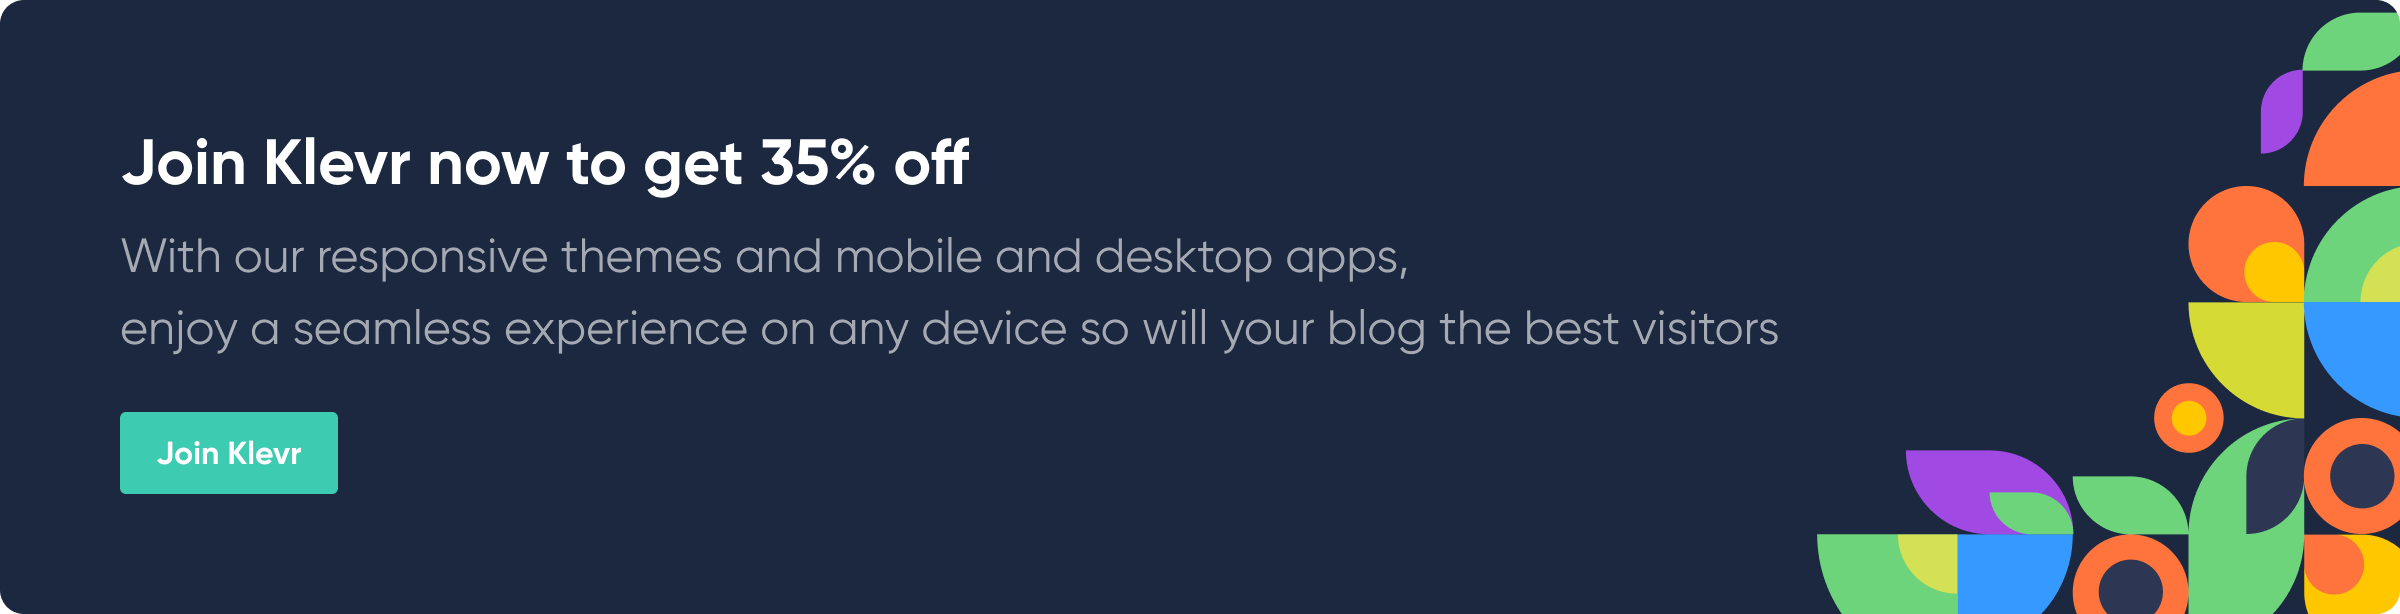 Join Klevr now to get 35% off
With our responsive themes and mobile and desktop apps,
enjoy a seamless experience on any device so will your blog the best visitors
Join Klevr